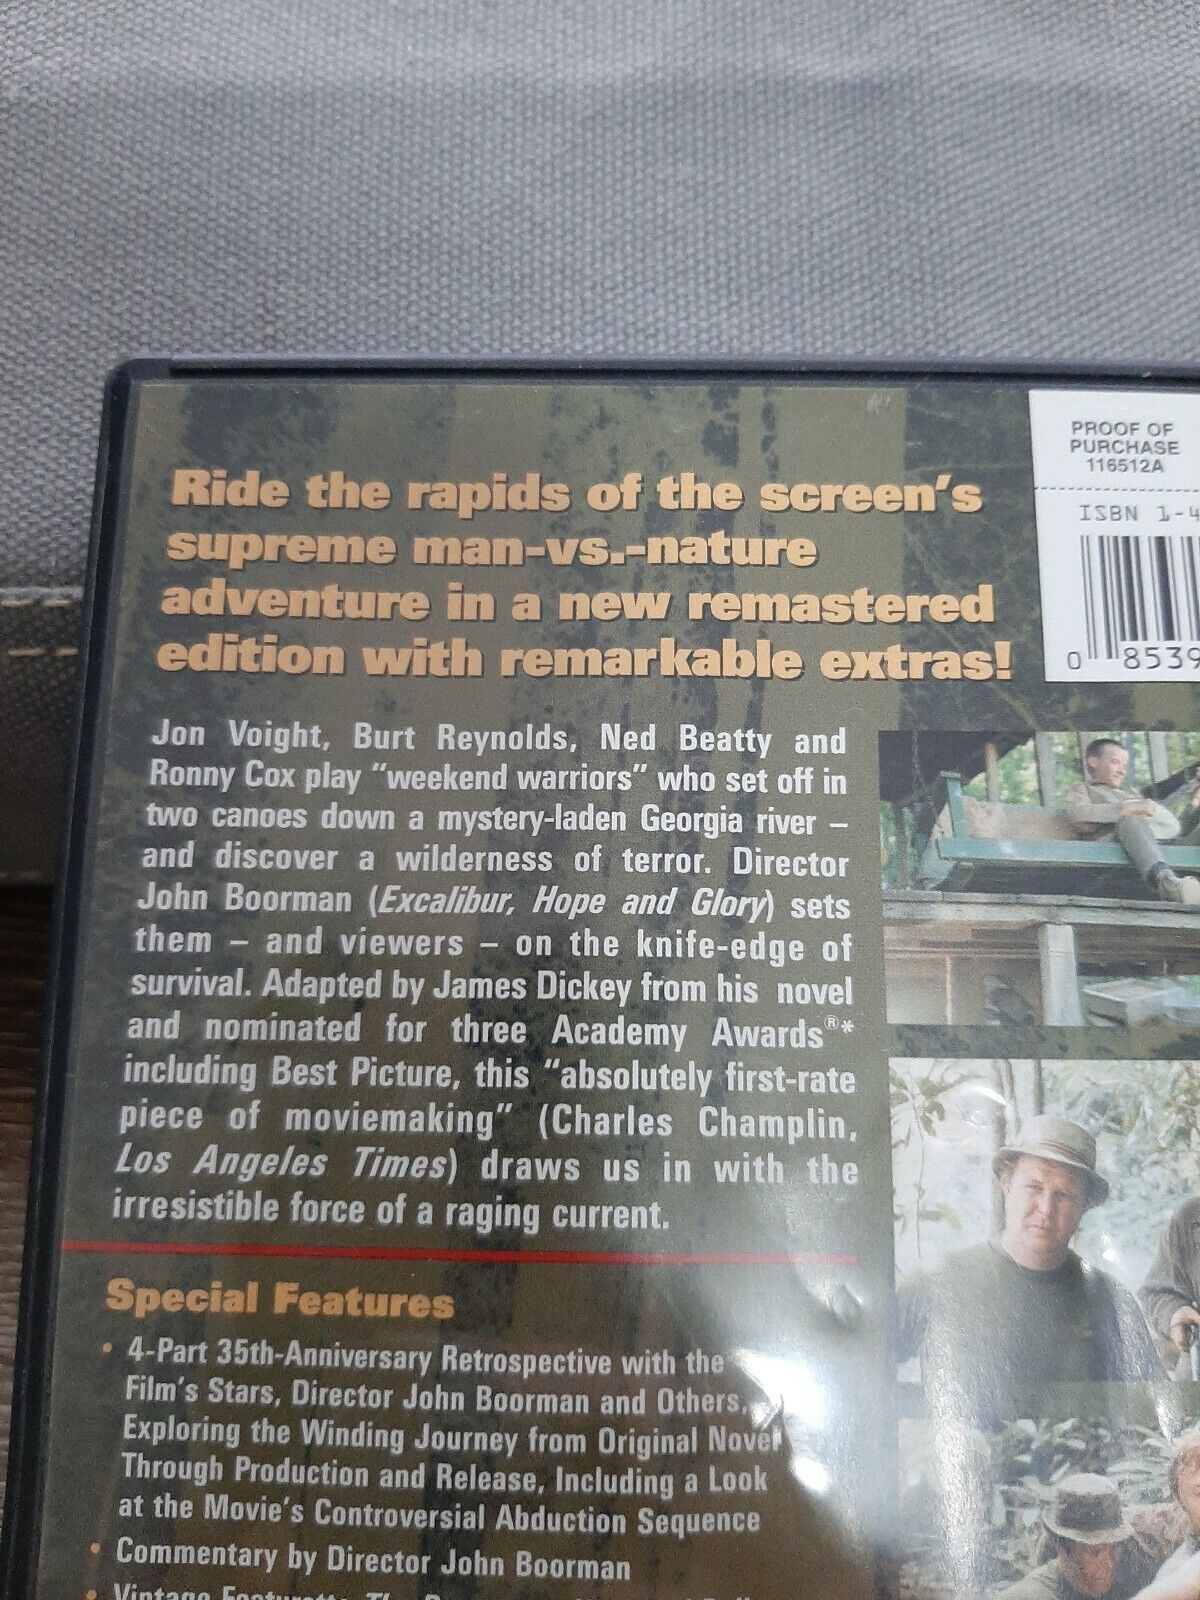 PROOF OF
PURCHASE
116512A
ISBN 1-4
0 8539
Ride the rapids of the screen's
supreme man-vs.-nature
adventure in a new remastered
edition with remarkable extras!
Jon Voight, Burt Reynolds, Ned Beatty and
Ronny Cox play "weekend warriors" who set off in
two canoes down a mystery-laden Georgia river –
and discover a wilderness of terror. Director
John Boorman (Excalibur, Hope and Glory) sets
them – and viewers – on the knife-edge of
survival. Adapted by James Dickey from his novel
and nominated for three Academy Awards®*
including Best Picture, this "absolutely first-rate
piece of moviemaking" (Charles Champlin,
Los Angeles Times) draws us in with the
irresistible force of a raging current.
Special Features
• 4-Part 35th-Anniversary Retrospective with the
Film's Stars, Director John Boorman and Others,
Exploring the Winding Journey from Original Novel
Through Production and Release, Including a Look
at the Movie's Controversial Abduction Sequence
• Commentary by Director John Boorman
• Vintage Featurette The